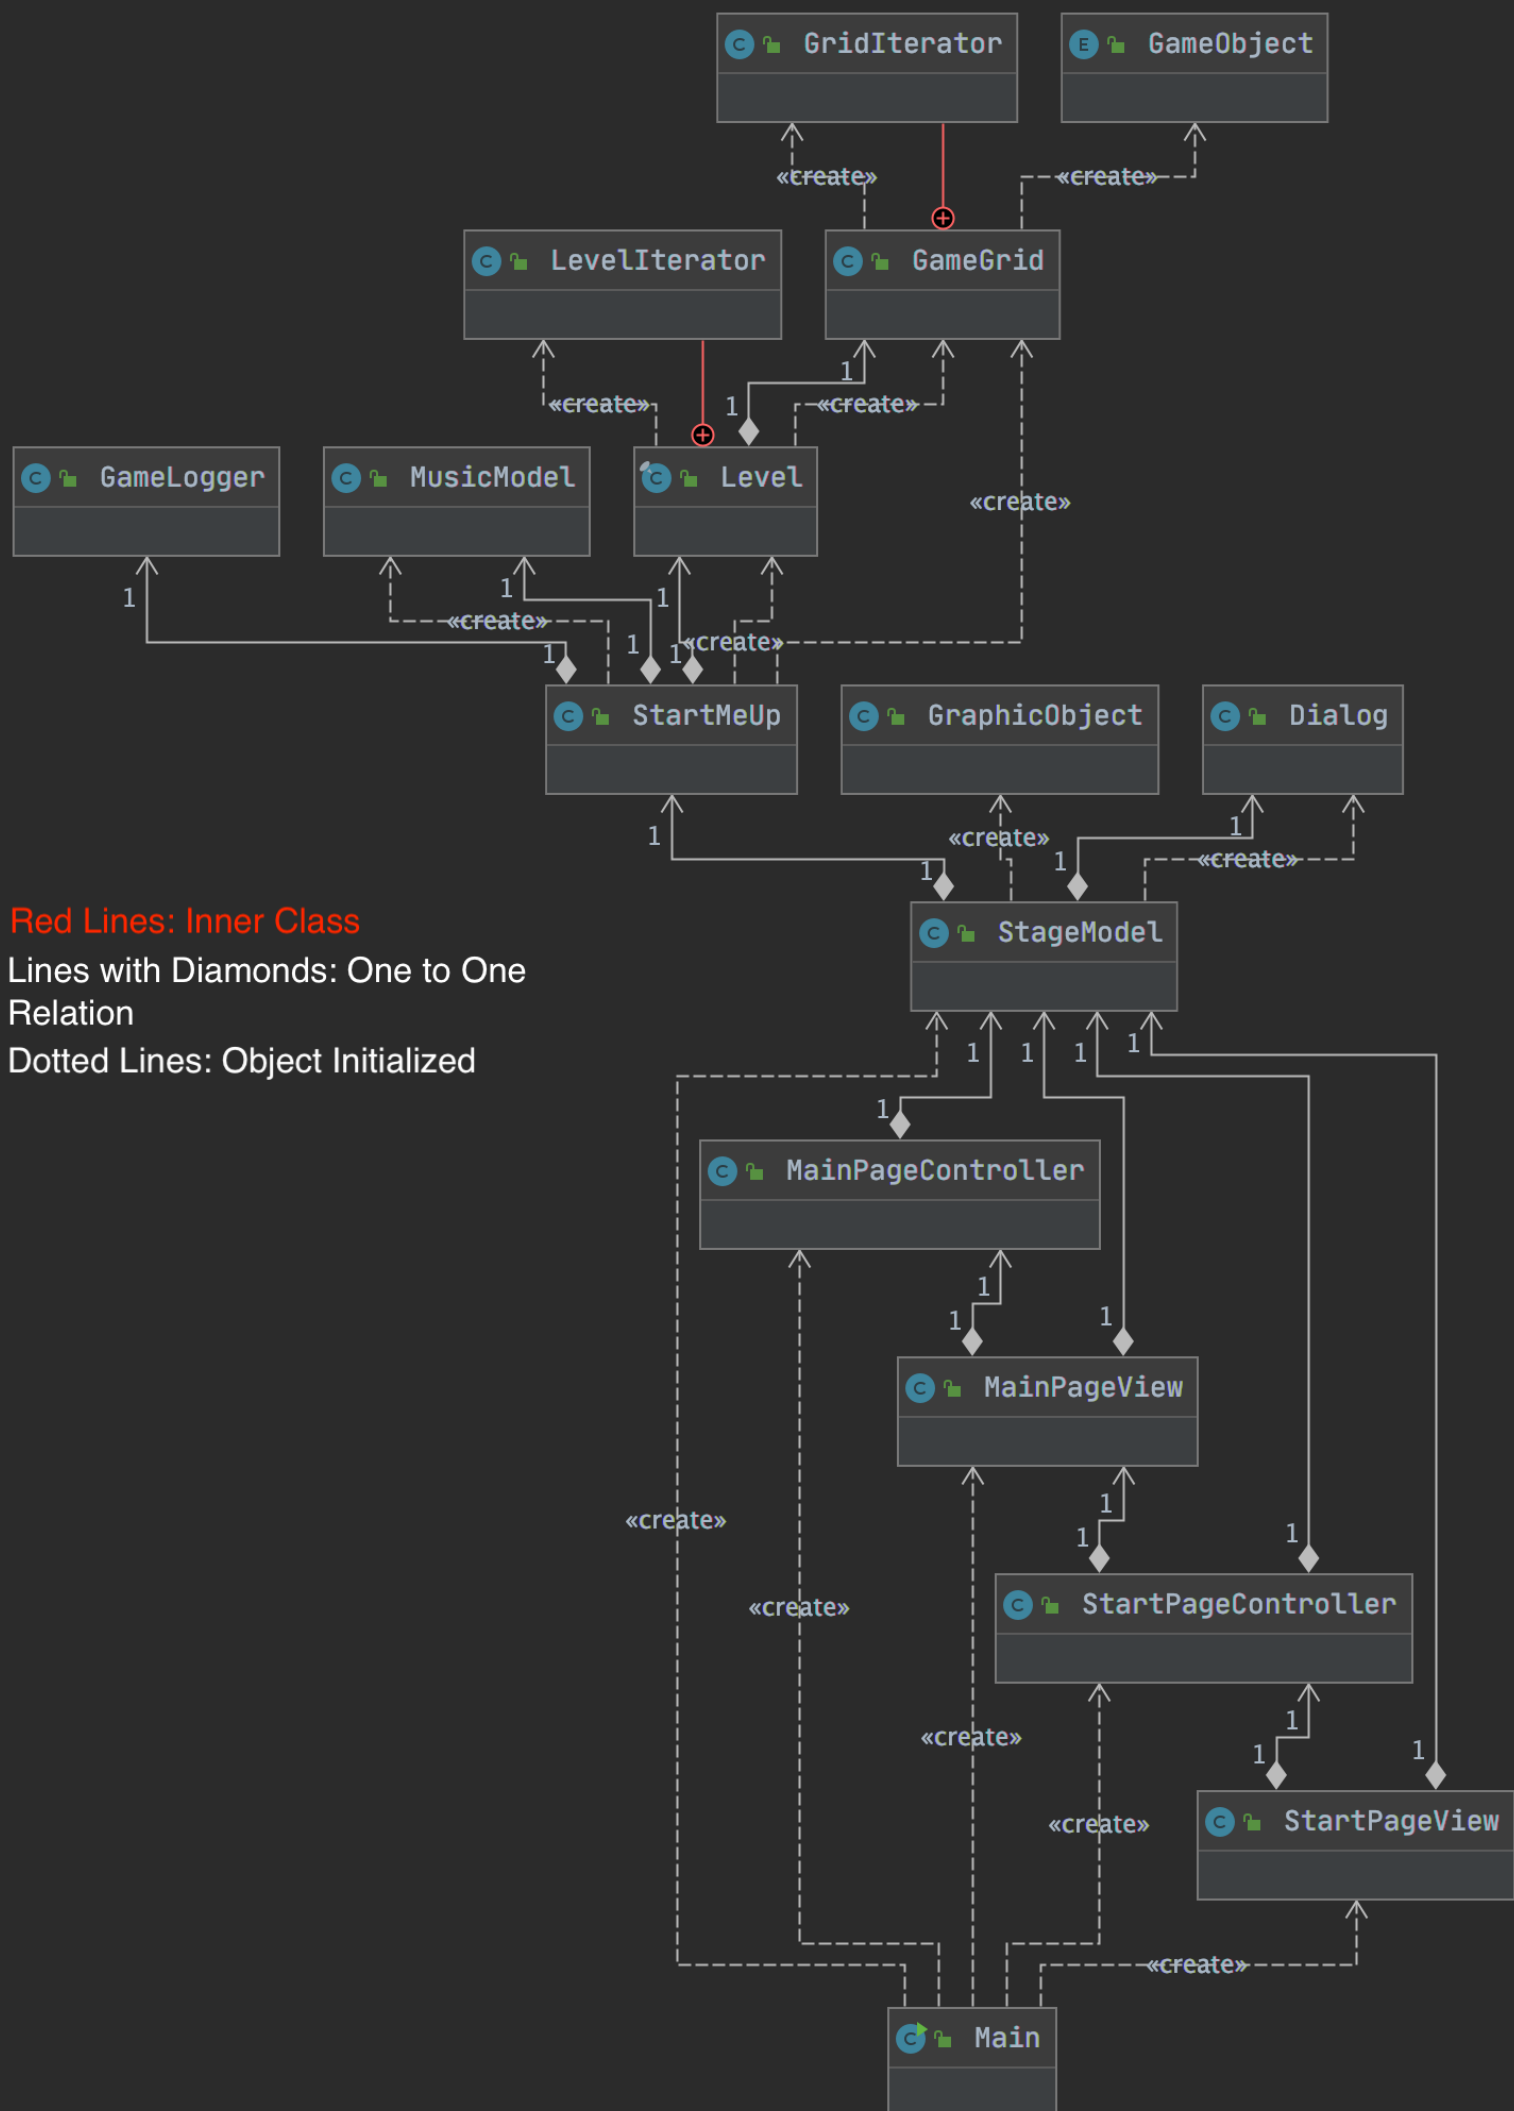 C GridIterator
E GameObject
«create»
«create»
C LevelIterator
C GameGrid
1
1
«create»
«create»
C GameLogger
C MusicModel
C Level
«create»
1
1
1
«create»
«create»
1
1
1
C StartMeUp
C GraphicObject
C Dialog
1
«create»
1
1
1
«create»
C StageModel
Red Lines: Inner Class
Lines with Diamonds: One to One
Relation
Dotted Lines: Object Initialized
1
1
1
1
1
C MainPageController
1
1
1
C MainPageView
1
1
1
«create»
C StartPageController
«create»
1
1
1
«create»
C StartPageView
«create»
«create»
C Main